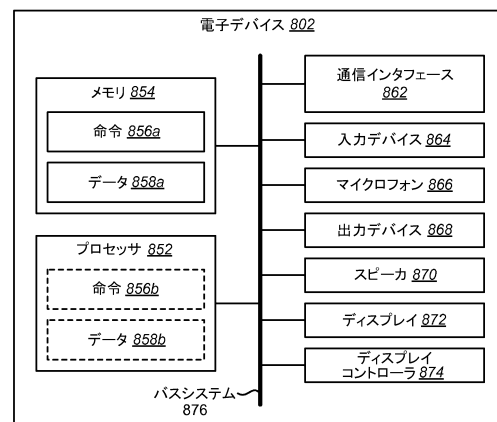 電子デバイス 802
メモリ 854
命令 856a
データ 858a
プロセッサ 852
命令 856b
データ 858b
バスシステム
876
通信インタフェース
862
入力デバイス 864
マイクロフォン 866
出力デバイス 868
スピーカ 870
ディスプレイ 872
ディスプレイ
コントローラ 874